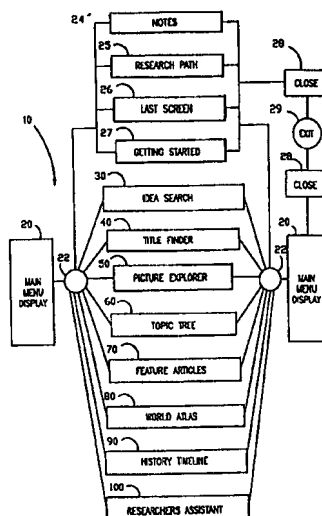 24
NOTES
25
RESEARCH PATH
26
LAST SCREEN
27
GETTING STARTED
28
CLOSE
29
EXIT
28
CLOSE
10
30
IDEA SEARCH
20
22
MAIN
MENU
DISPLAY
40
TITLE FINDER
50
PICTURE EXPLORER
60
TOPIC TREE
70
FEATURE ARTICLES
80
WORLD ATLAS
90
HISTORY TIMELINE
100
RESEARCHERS ASSISTANT
20
22
MAIN
MENU
DISPLAY